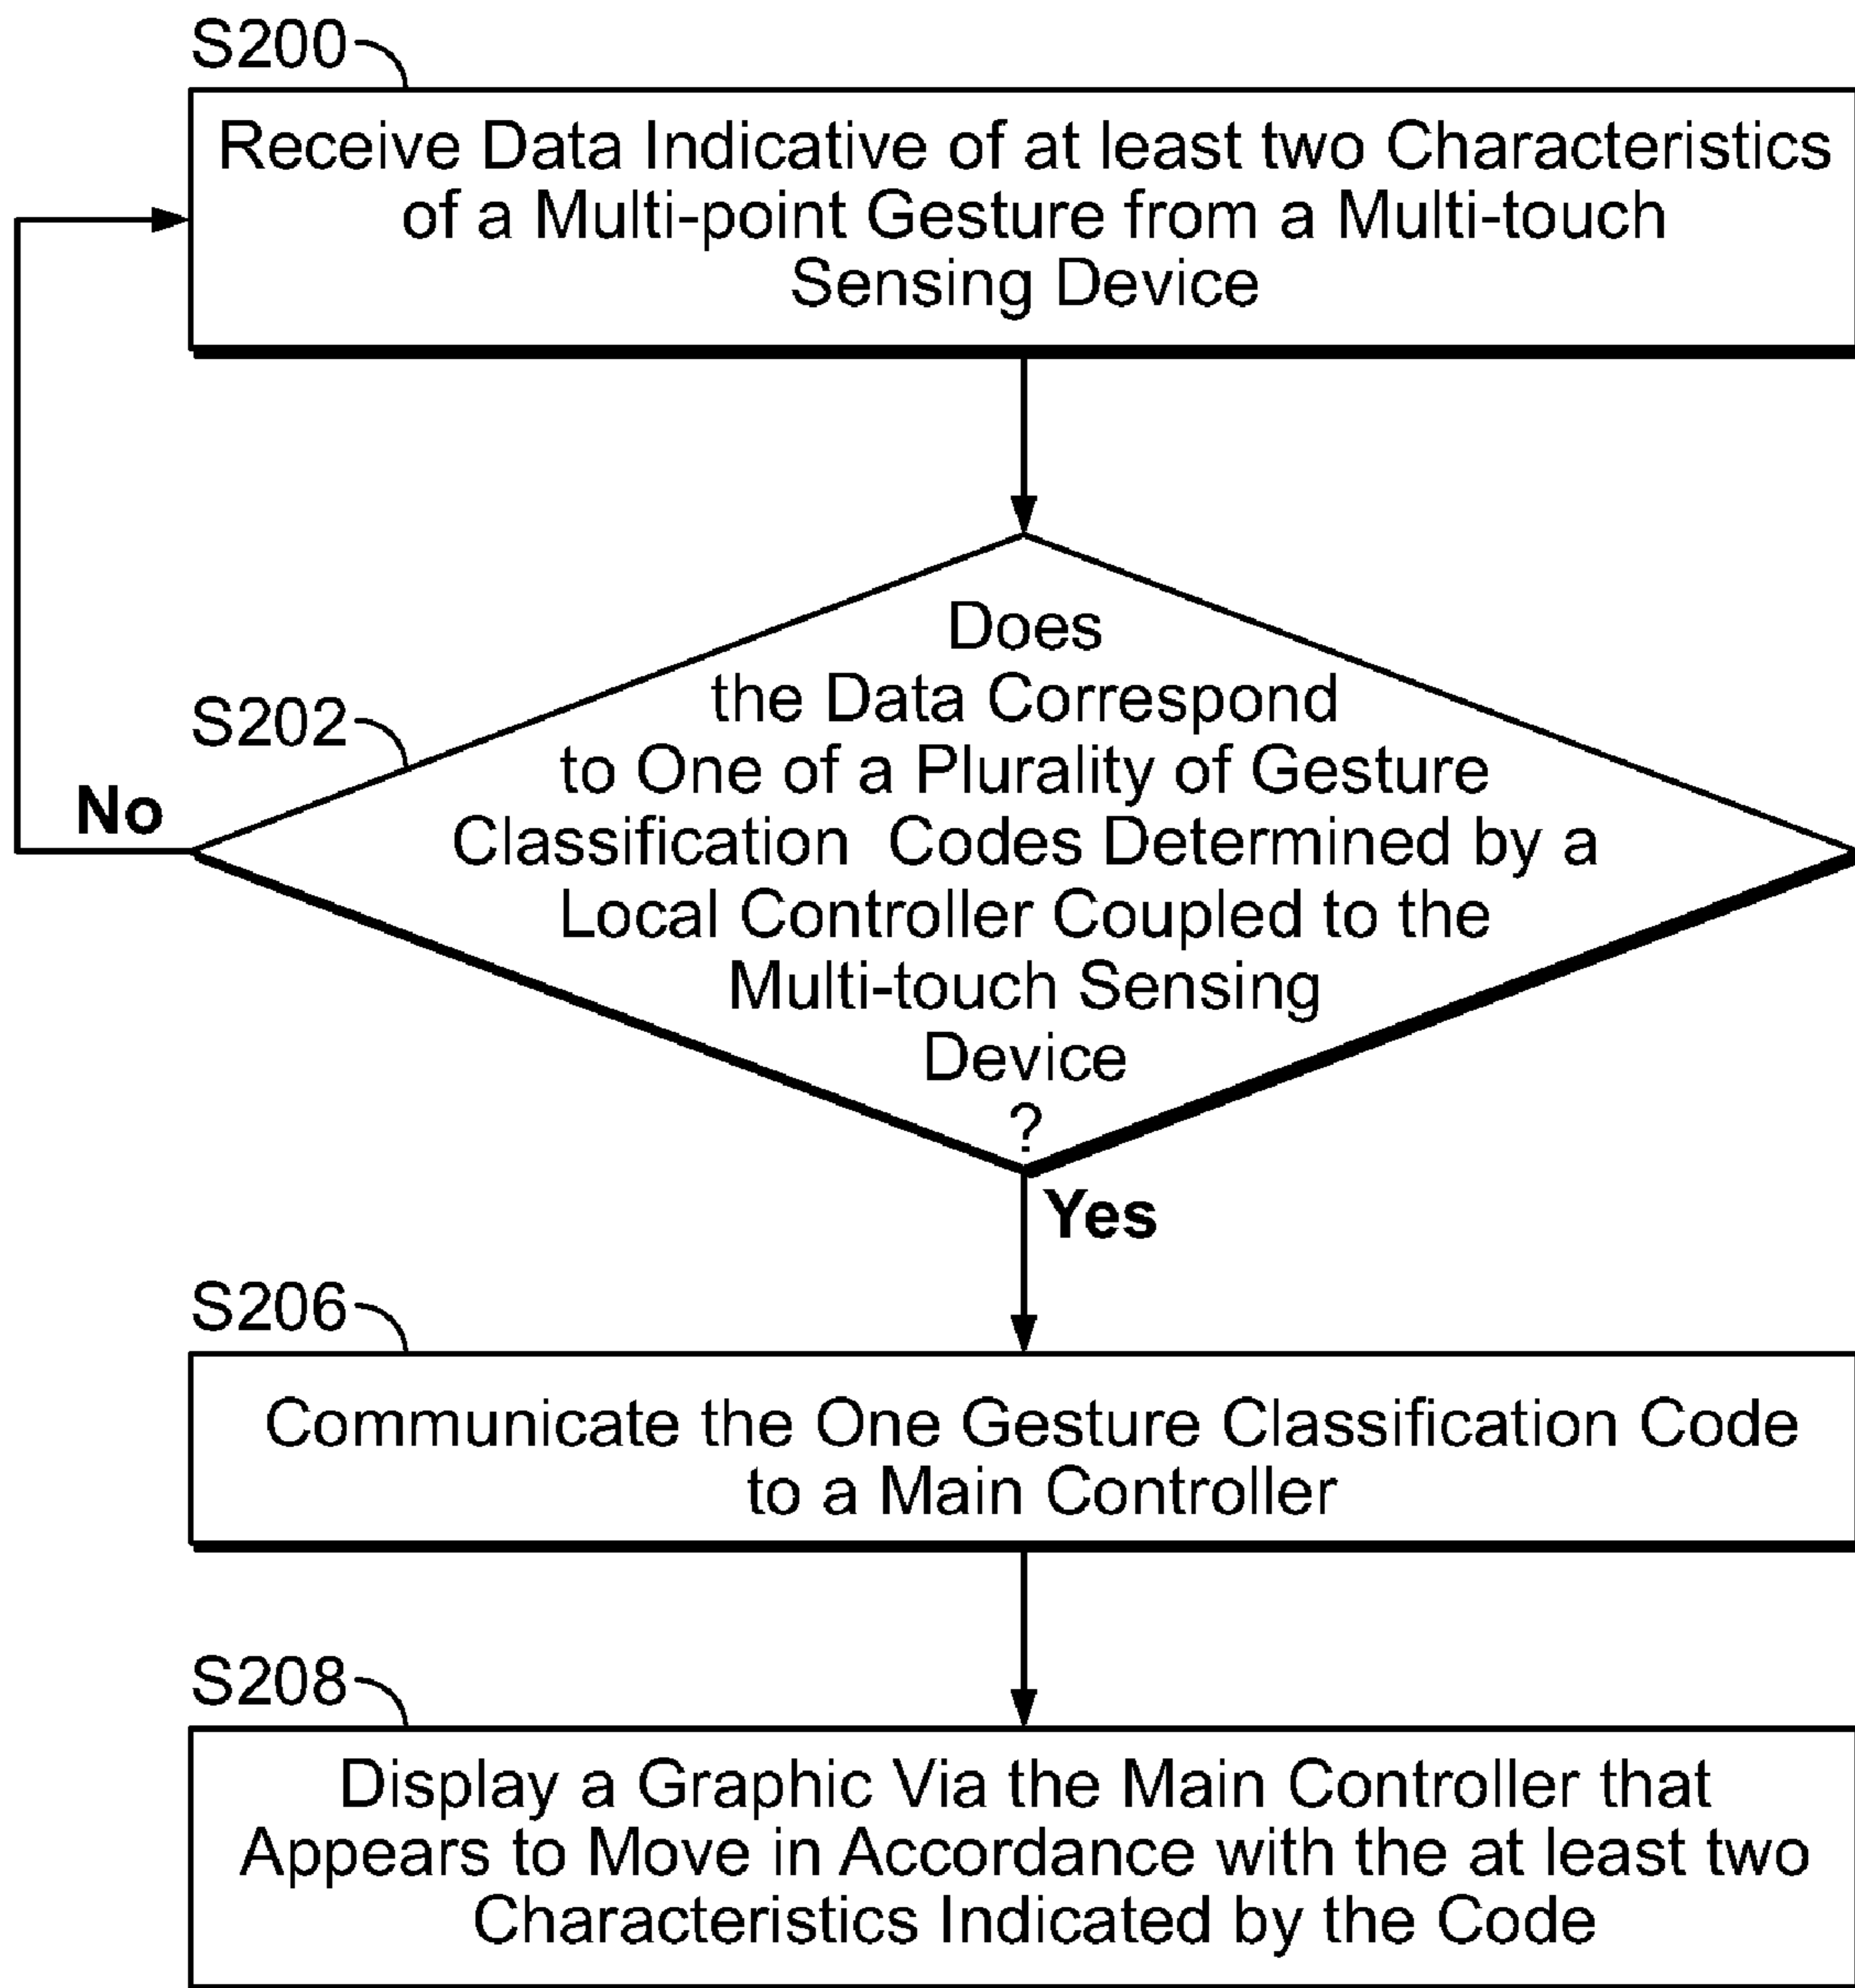 S200
Receive Data Indicative of at least two Characteristics
of a Multi-point Gesture from a Multi-touch
Sensing Device
Does
the Data Correspond
S202
to One of a Plurality of Gesture
No
Classification Codes Determined by a
Local Controller Coupled to the
Multi-touch Sensing
Device
?
Yes
S206
Communicate the One Gesture Classification Code
to a Main Controller
S208
Display a Graphic Via the Main Controller that
Appears to Move in Accordance with the at least two
Characteristics Indicated by the Code